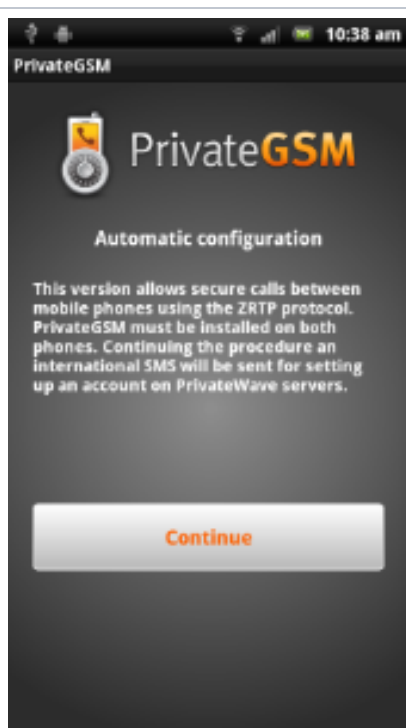 10:38 am
PrivateGSM
PrivateGSM
Automatic configuration
This version allows secure calls between
mobile phones using the ZRTP protocol.
PrivateGSM must be installed on both
phones. Continuing the procedure an
international SMS will be sent for setting
up an account on PrivateWave servers.
Continue